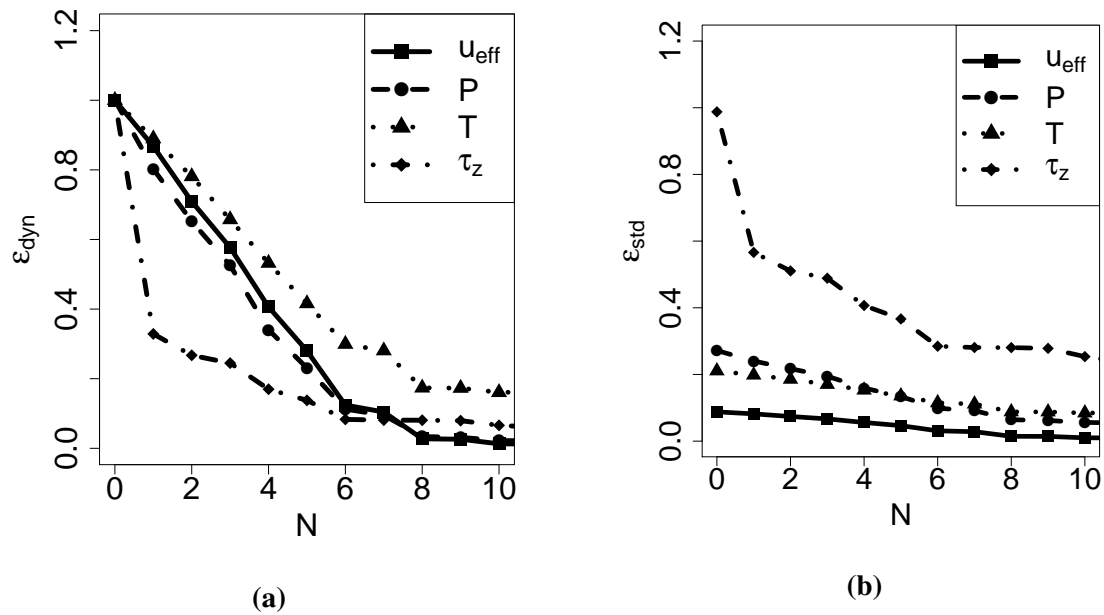 1.2
0.8
0.4
0.0
ε_dyn
u_eff
P
T
τ_z
0 2 4 6 8 10
N
(a)
1.2
0.8
0.4
0.0
ε_std
u_eff
P
T
τ_z
0 2 4 6 8 10
N
(b)